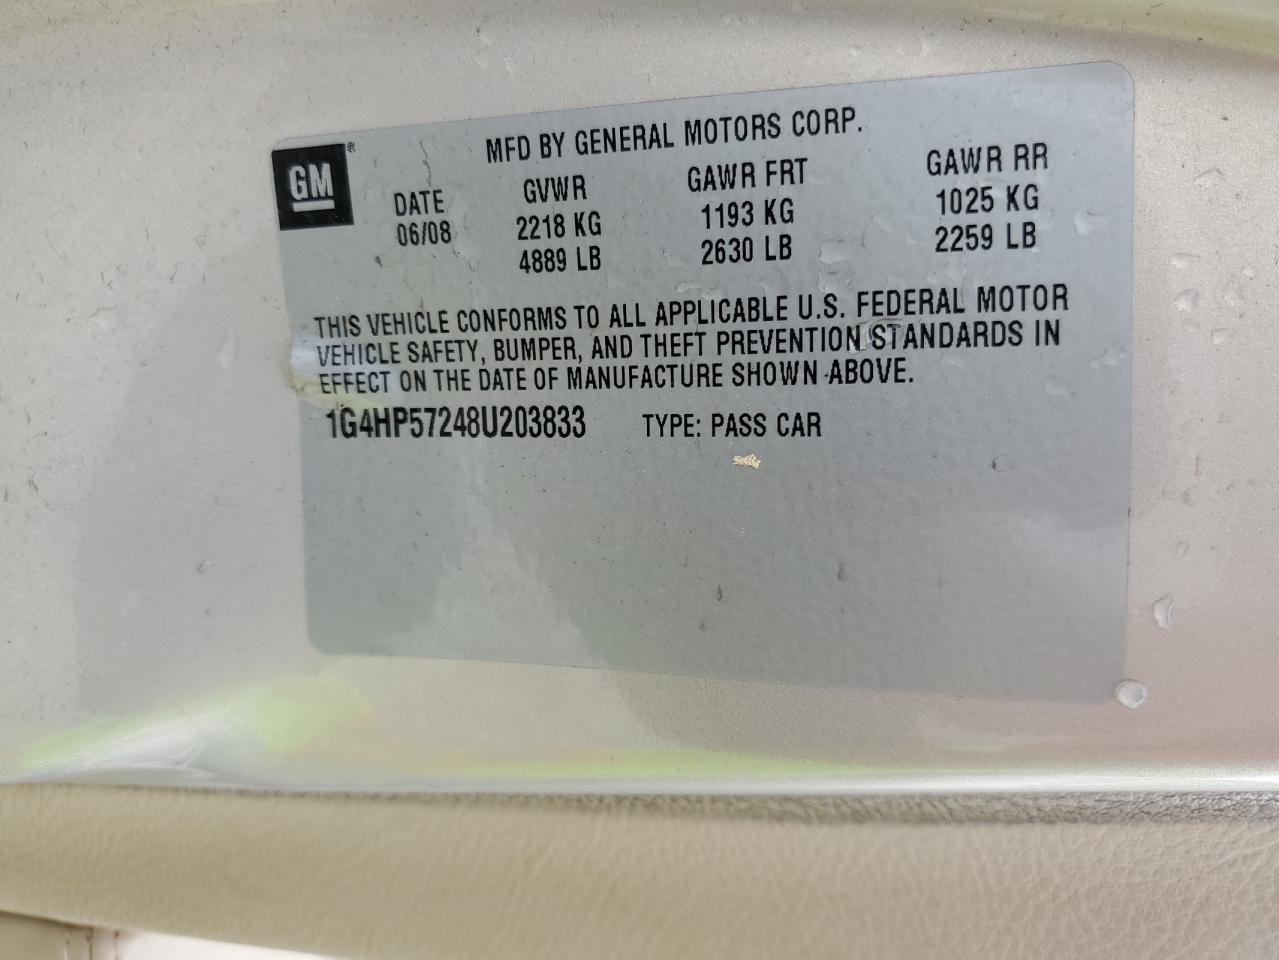 MFD BY GENERAL MOTORS CORP.
GM®
DATE GVWR GAWR FRT GAWR RR
06/08 2218 KG 1193 KG 1025 KG
4889 LB 2630 LB 2259 LB
THIS VEHICLE CONFORMS TO ALL APPLICABLE U.S. FEDERAL MOTOR
VEHICLE SAFETY, BUMPER, AND THEFT PREVENTION STANDARDS IN
EFFECT ON THE DATE OF MANUFACTURE SHOWN ABOVE.
1G4HP57248U203833 TYPE: PASS CAR